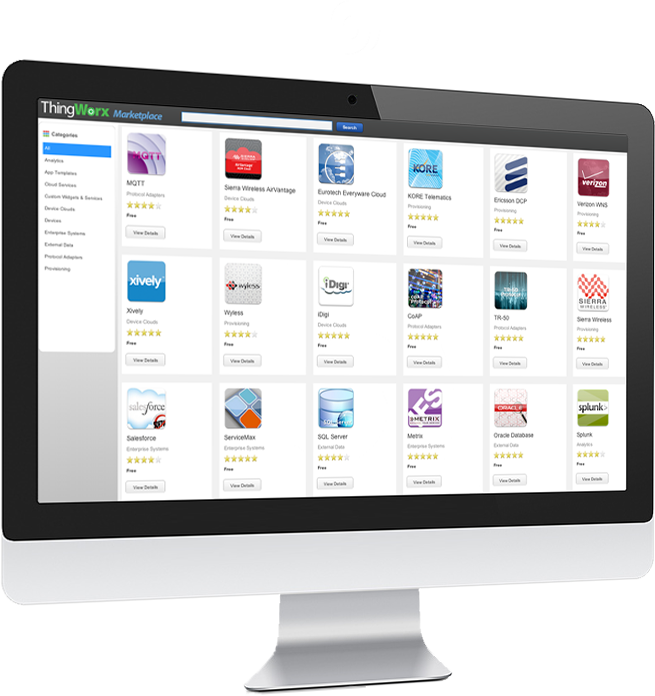 ThingWorx Marketplace
Search
Categories
All
Analytics
App Templates
Cloud Services
Custom Widgets & Services
Device Clouds
Devices
Enterprise Systems
External Data
Protocol Adapters
Provisioning
MQTT
MQTT
Protocol Adapters
Free
View Details
Sierra Wireless AirVantage
Device Clouds
Free
View Details
Eurotech Everyware Cloud
Device Clouds
Free
View Details
KORE
KORE Telematics
Provisioning
Free
View Details
Ericsson DCP
Provisioning
Free
View Details
verizon
Verizon WNS
Provisioning
Free
View Details
xively
Xively
Device Clouds
Free
View Details
wyless
Wyless
Provisioning
Free
View Details
iDigi
iDigi
Device Clouds
Free
View Details
CoAP
Protocol
CoAP
Protocol Adapters
Free
View Details
TR-50
TR-50
Protocol Adapters
Free
View Details
SIERRA
WIRELESS
Sierra Wireless
Provisioning
Free
View Details
salesforce
Salesforce
Enterprise Systems
Free
View Details
ServiceMax
Enterprise Systems
Free
View Details
SQL Server
SQL Server
External Data
Free
View Details
METRIX
Metrix
Enterprise Systems
Free
View Details
ORACLE
Oracle Database
External Data
Free
View Details
splunk>
Splunk
Analytics
Free
View Details